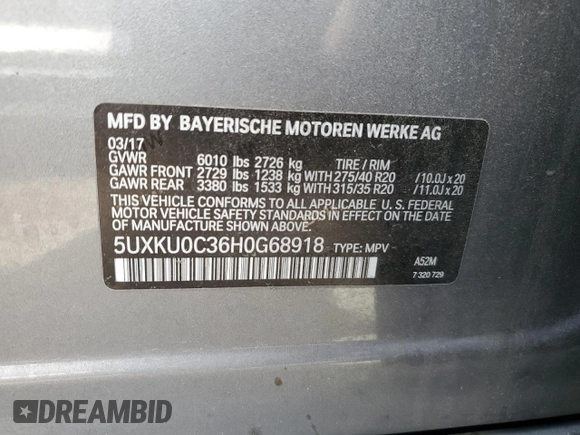 MFD BY BAYERISCHE MOTOREN WERKE AG
03/17
GVWR 6010 lbs 2726 kg TIRE / RIM
GAWR FRONT 2729 lbs 1238 kg WITH 275/40 R20 / 10.0J x 20
GAWR REAR 3380 lbs 1533 kg WITH 315/35 R20 / 11.0J x 20
THIS VEHICLE CONFORMS TO ALL APPLICABLE U. S. FEDERAL
MOTOR VEHICLE SAFETY STANDARDS IN EFFECT ON THE DATE
OF MANUFACTURE SHOWN ABOVE.
5UXKU0C36H0G68918 TYPE: MPV
A52M
7 320 729
DREAMBID